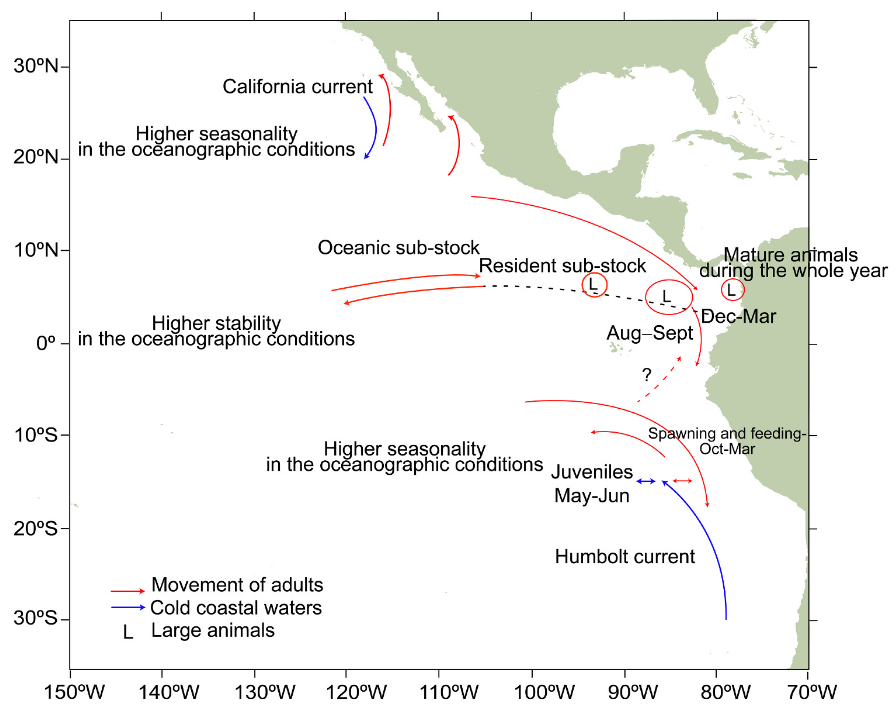 30ºN
20ºN
10ºN
0º
10ºS
20ºS
30ºS
California current
Higher seasonality
in the oceanographic conditions
Oceanic sub-stock
Resident sub-stock
Mature animals
during the whole year
L
L
L
Dec-Mar
Aug–Sept
Higher stability
in the oceanographic conditions
?
Spawning and feeding-
Oct-Mar
Higher seasonality
in the oceanographic conditions
Juveniles
May-Jun
Humbolt current
Movement of adults
Cold coastal waters
L Large animals
150ºW 140ºW 130ºW 120ºW 110ºW 100ºW 90ºW 80ºW 70ºW